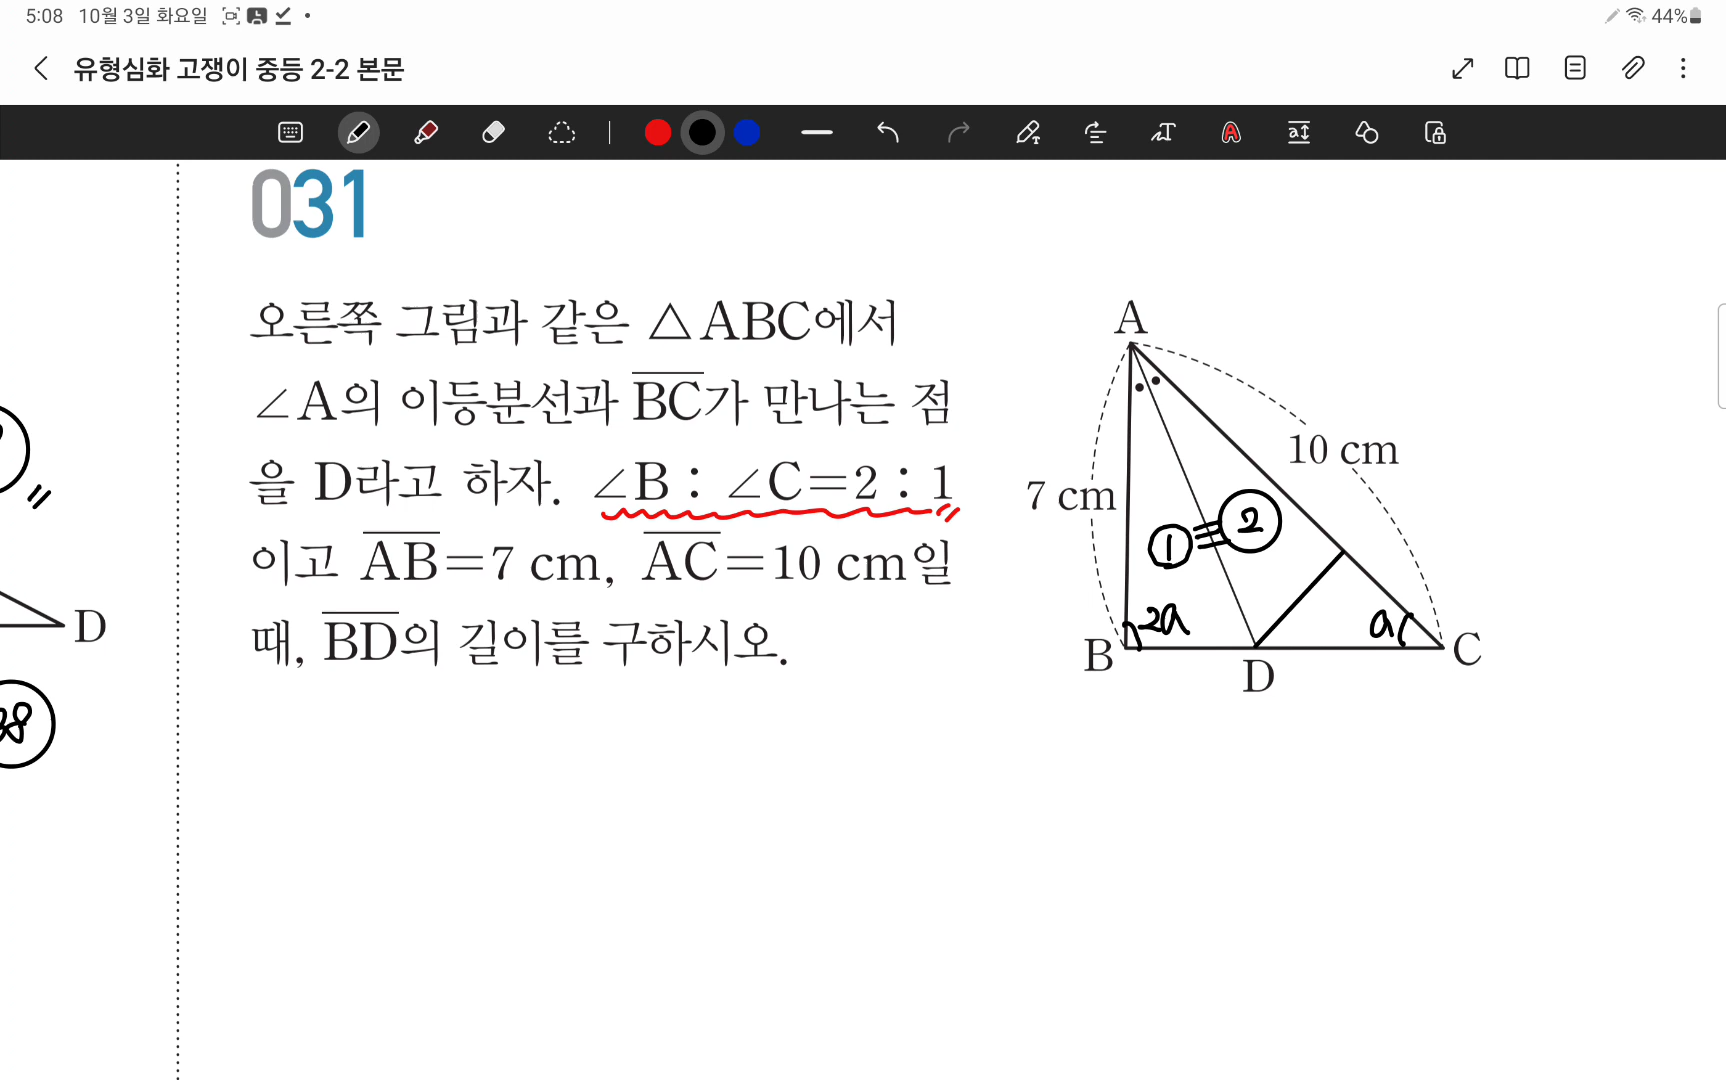 5:08 10월 3일 화요일
44%
유형심화 고쟁이 중등 2-2 본문
031
오른쪽 그림과 같은 △ABC에서
∠A의 이등분선과 BC가 만나는 점
을 D라고 하자. ∠B : ∠C=2 : 1
이고 AB=7 cm, AC=10 cm일
때, BD의 길이를 구하시오.
A
10 cm
7 cm
① ②
2a
a
B
D
C
D